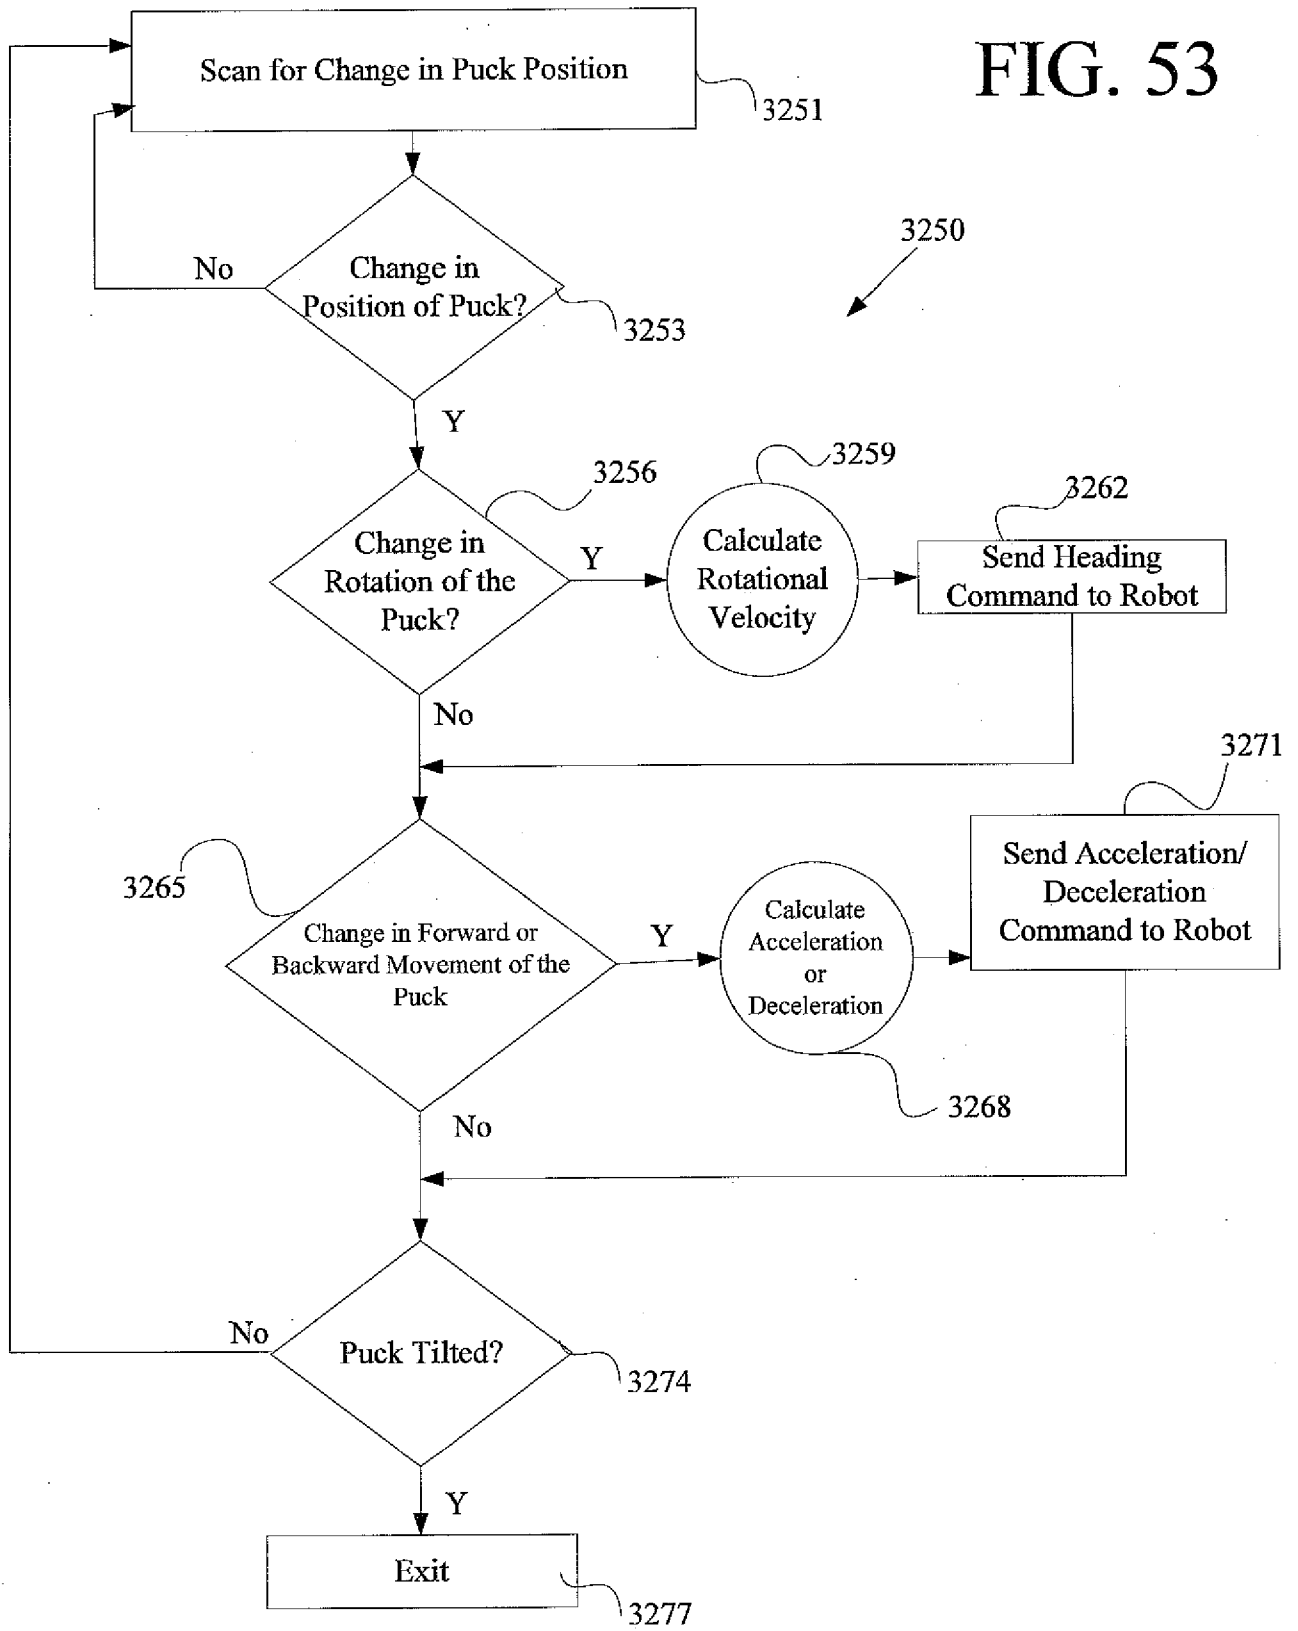 FIG. 53
Scan for Change in Puck Position
3251
3250
Change in
Position of Puck?
No
3253
Y
3256
3259
3262
Change in
Rotation of the
Puck?
Y
Calculate
Rotational
Velocity
Send Heading
Command to Robot
No
3271
3265
Change in Forward or
Backward Movement of the
Puck
Y
Calculate
Acceleration
or
Deceleration
Send Acceleration/
Deceleration
Command to Robot
3268
No
No
Puck Tilted?
3274
Y
Exit
3277